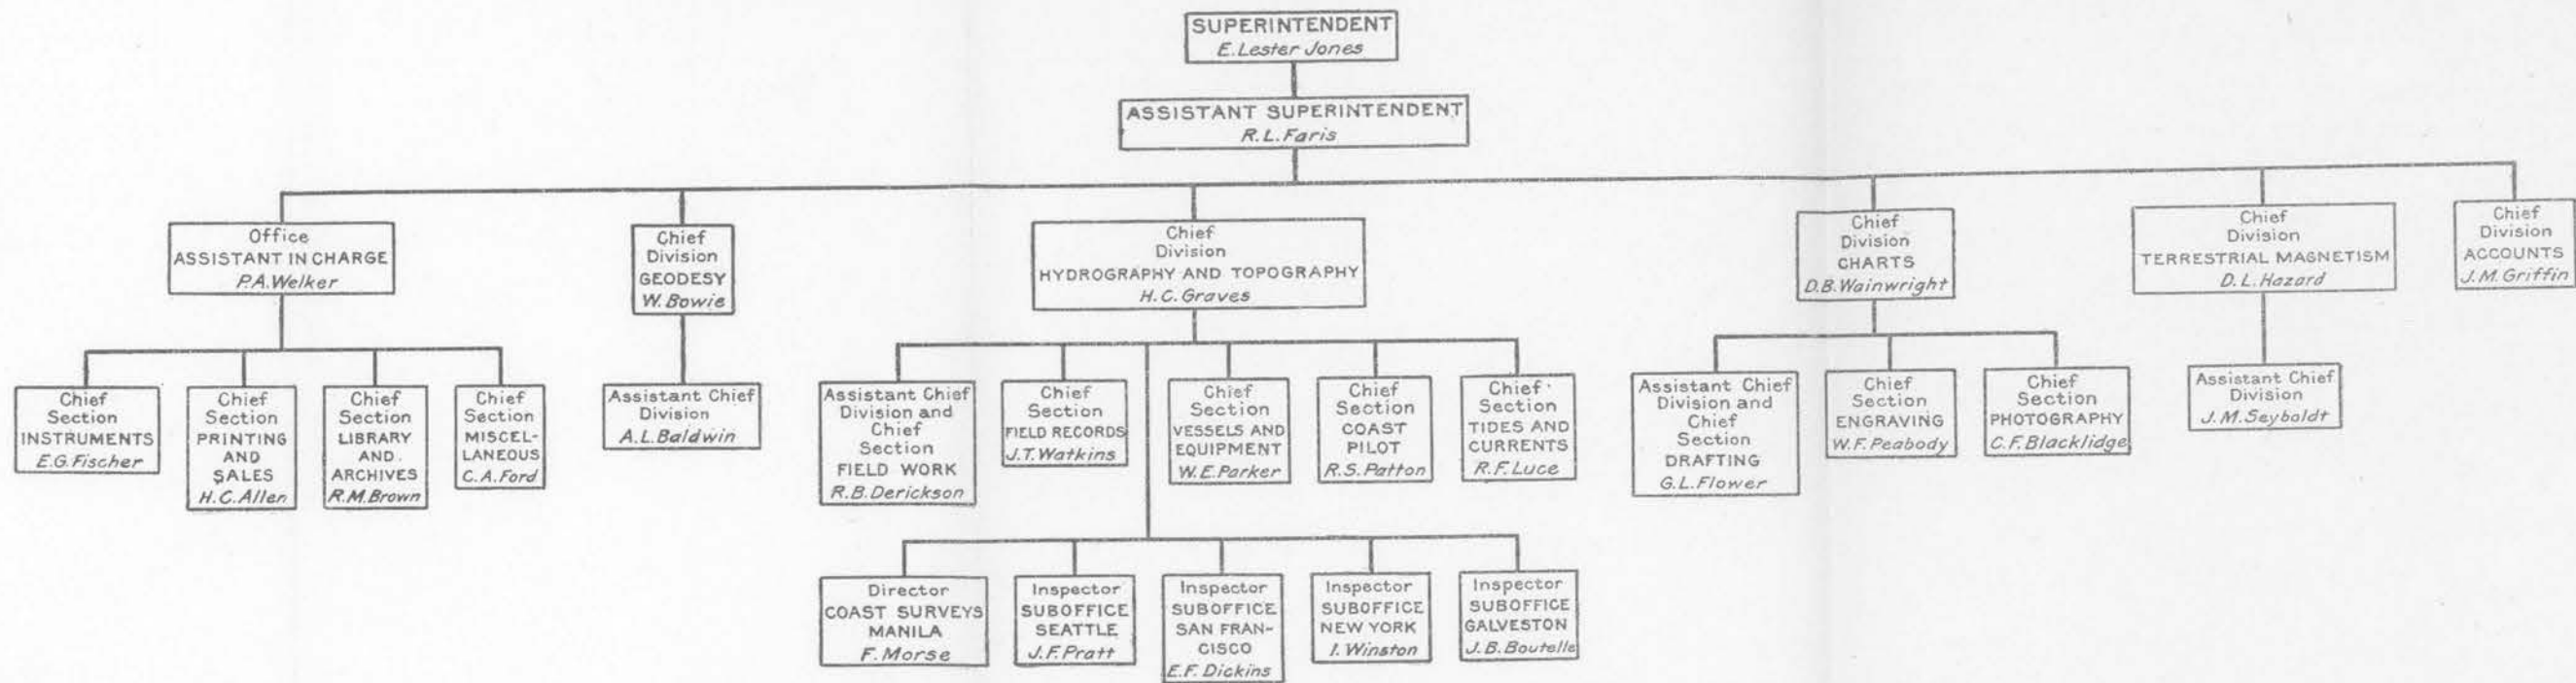 SUPERINTENDENT
E. Lester Jones
ASSISTANT SUPERINTENDENT
R. L. Faris
Office
ASSISTANT IN CHARGE
P. A. Welker
Chief
Division
GEODESY
W. Bowie
Chief
Division
HYDROGRAPHY AND TOPOGRAPHY
H. C. Graves
Chief
Division
CHARTS
D. B. Wainwright
Chief
Division
TERRESTRIAL MAGNETISM
D. L. Hazard
Chief
Division
ACCOUNTS
J. M. Griffin
Chief
Section
INSTRUMENTS
E. G. Fischer
Chief
Section
PRINTING
AND
SALES
H. C. Allen
Chief
Section
LIBRARY
AND
ARCHIVES
R. M. Brown
Chief
Section
MISCEL-
LANEOUS
C. A. Ford
Assistant Chief
Division
A. L. Baldwin
Assistant Chief
Division and
Chief
Section
FIELD WORK
R. B. Derickson
Chief
Section
FIELD RECORDS
J. T. Watkins
Chief
Section
VESSELS AND
EQUIPMENT
W. E. Parker
Chief
Section
COAST
PILOT
R. S. Patton
Chief
Section
TIDES AND
CURRENTS
R. F. Luce
Assistant Chief
Division and
Chief
Section
DRAFTING
G. L. Flower
Chief
Section
ENGRAVING
W. F. Peabody
Chief
Section
PHOTOGRAPHY
C. F. Blacklidge
Assistant Chief
Division
J. M. Seyboldt
Director
COAST SURVEYS
MANILA
F. Morse
Inspector
SUBOFFICE
SEATTLE
J. F. Pratt
Inspector
SUBOFFICE
SAN FRAN-
CISCO
E. F. Dickins
Inspector
SUBOFFICE
NEW YORK
I. Winston
Inspector
SUBOFFICE
GALVESTON
J. B. Boutelle